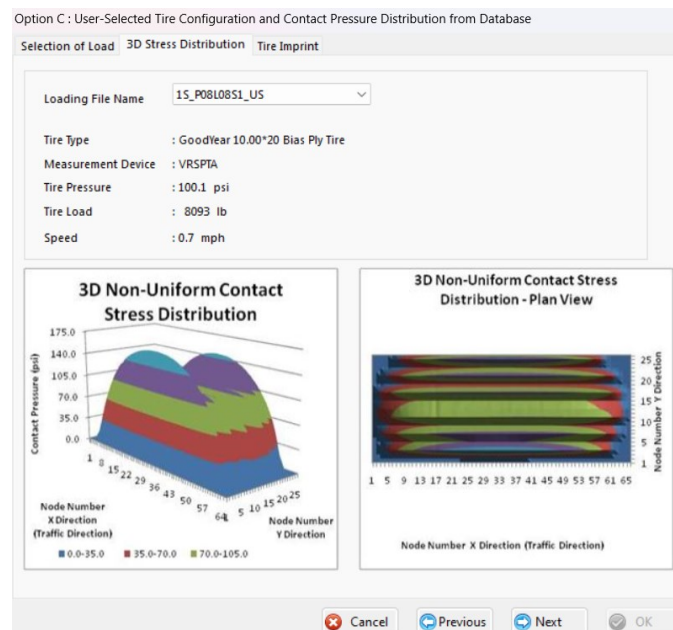 Option C : User-Selected Tire Configuration and Contact Pressure Distribution from Database
Selection of Load
3D Stress Distribution
Tire Imprint
Loading File Name
1S_P08L08S1_US
Tire Type : GoodYear 10.00*20 Bias Ply Tire
Measurement Device : VRSPTA
Tire Pressure : 100.1 psi
Tire Load : 8093 lb
Speed : 0.7 mph
3D Non-Uniform Contact
Stress Distribution
175.0
140.0
105.0
70.0
35.0
0.0
Contact Pressure (psi)
1 8 15 22 29 36 43 50 57 64
1 5 10 15 20 25
Node Number
X Direction
(Traffic Direction)
Node Number
Y Direction
0.0-35.0 35.0-70.0 70.0-105.0
3D Non-Uniform Contact Stress
Distribution - Plan View
25
20
15
10
5
1
Node Number Y Direction
1 5 9 13 17 21 25 29 33 37 41 45 49 53 57 61 65
Node Number X Direction (Traffic Direction)
Cancel
Previous
Next
OK